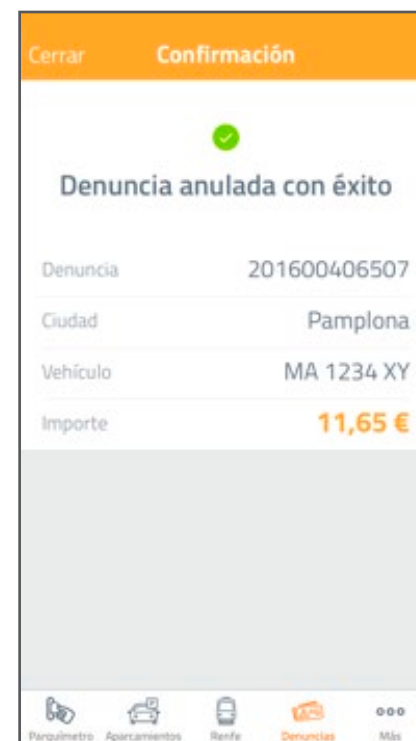 Cerrar Confirmación
Denuncia anulada con éxito
Denuncia 201600406507
Ciudad Pamplona
Vehículo MA 1234 XY
Importe 11,65 €
Parquímetro Aparcamientos Renfe Denuncias Más